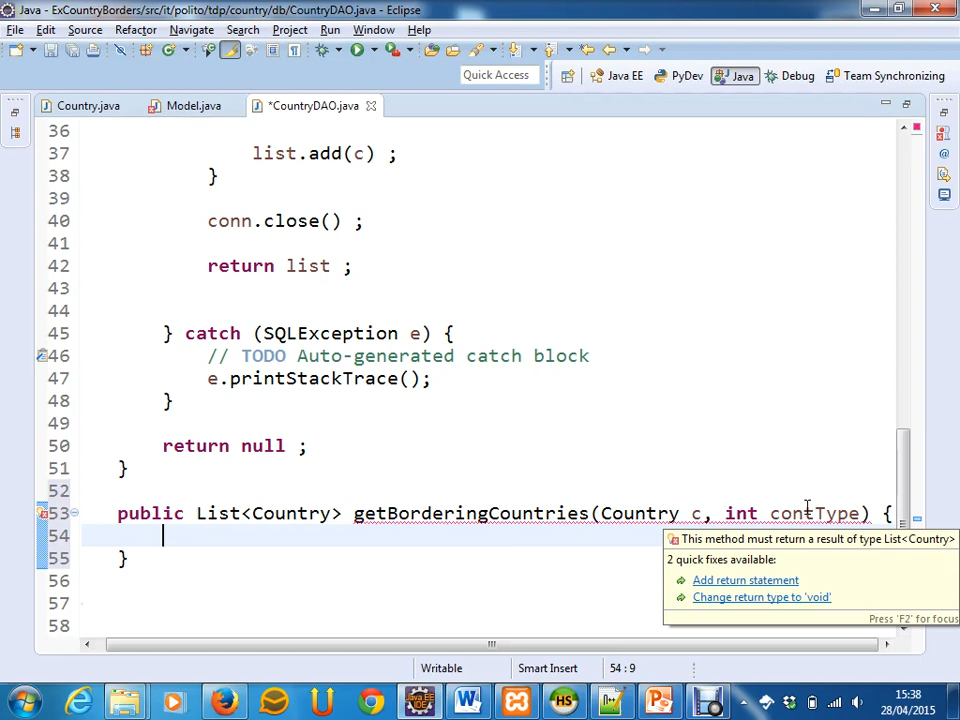 Java - ExCountryBorders/src/it/polito/tdp/country/db/CountryDAO.java - Eclipse
File Edit Source Refactor Navigate Search Project Run Window Help
Quick Access Java EE PyDev Java Debug Team Synchronizing
Country.java Model.java *CountryDAO.java
36
37 list.add(c) ;
38 }
39
40 conn.close() ;
41
42 return list ;
43
44
45 } catch (SQLException e) {
46 // TODO Auto-generated catch block
47 e.printStackTrace();
48 }
49
50 return null ;
51 }
52
53 public List<Country> getBorderingCountries(Country c, int contType) {
54
55 }
56
57
58
This method must return a result of type List<Country>
2 quick fixes available:
Add return statement
Change return type to 'void'
Press 'F2' for focus
Writable Smart Insert 54 : 9
15:38
28/04/2015